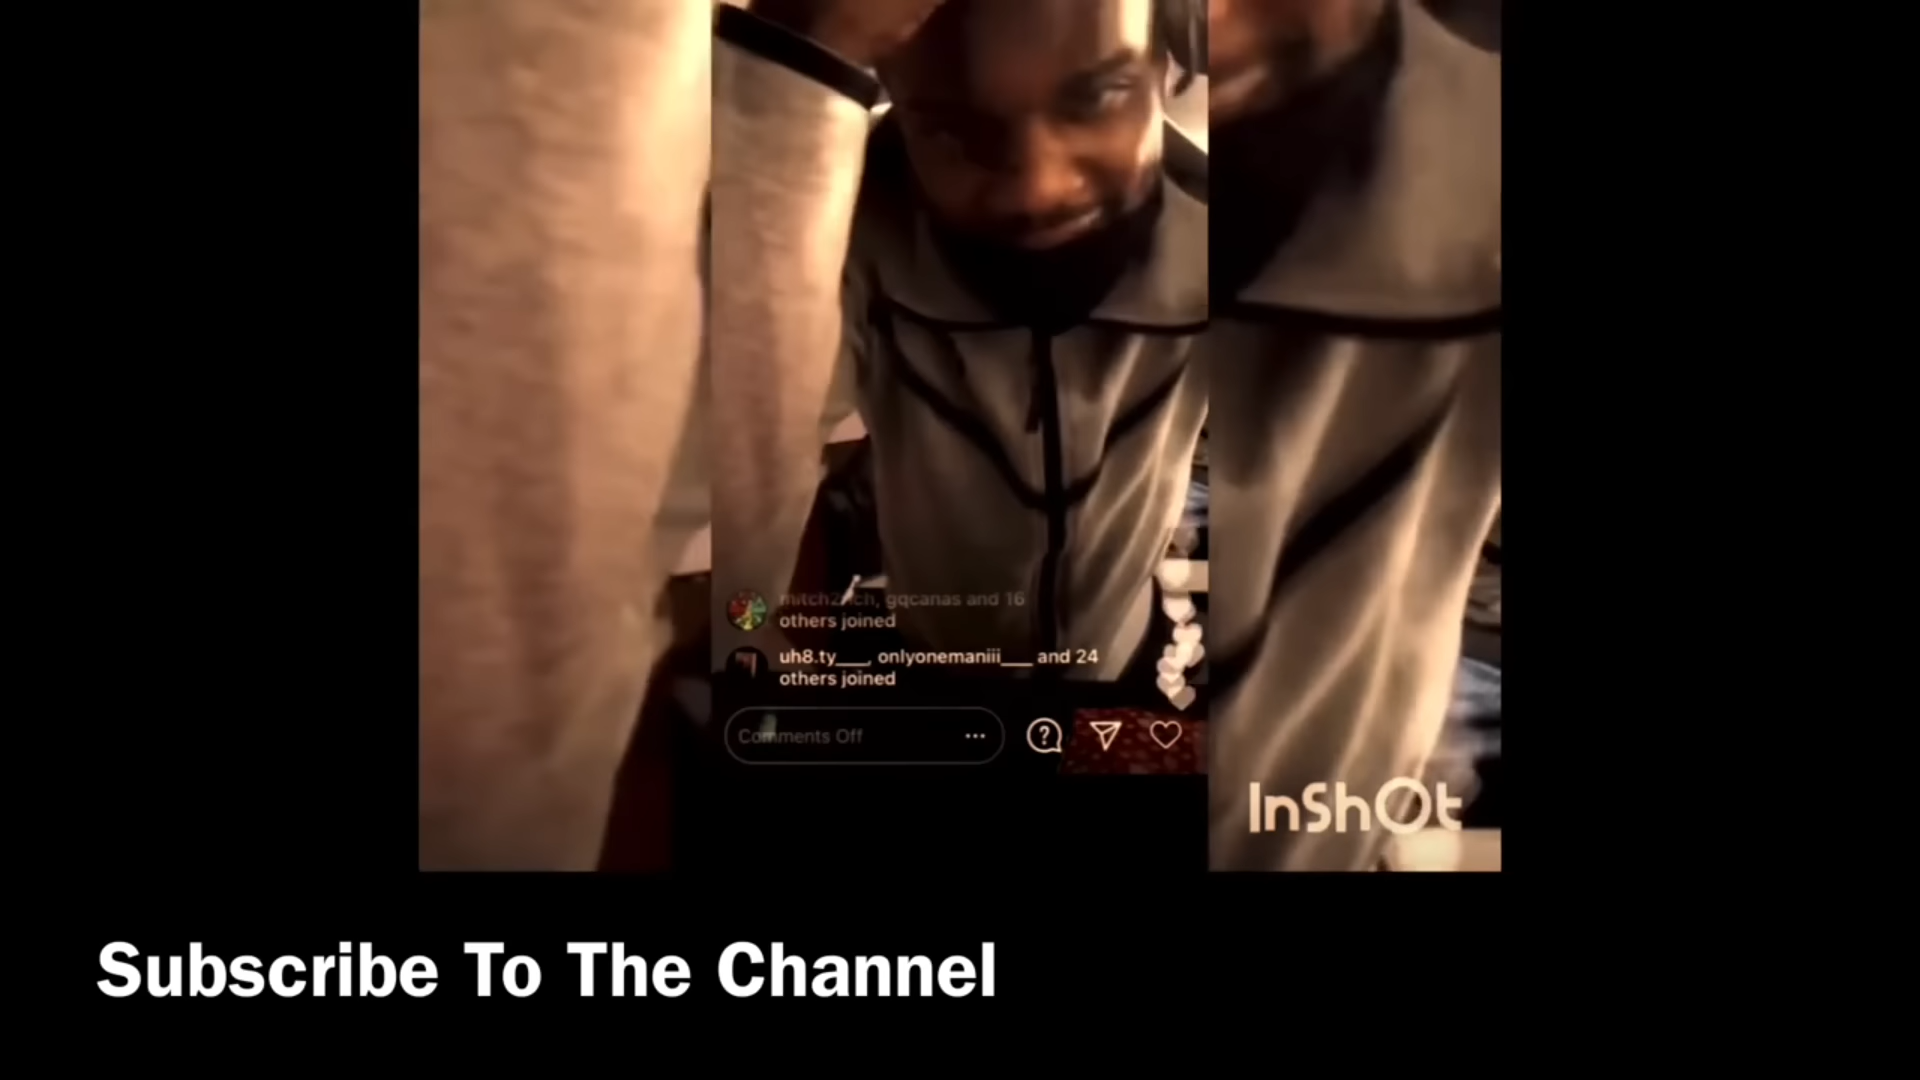 mitch2rich, gqcanas and 16
others joined
uh8.ty___, onlyonemaniii___ and 24
others joined
Comments Off
InShOt
Subscribe To The Channel